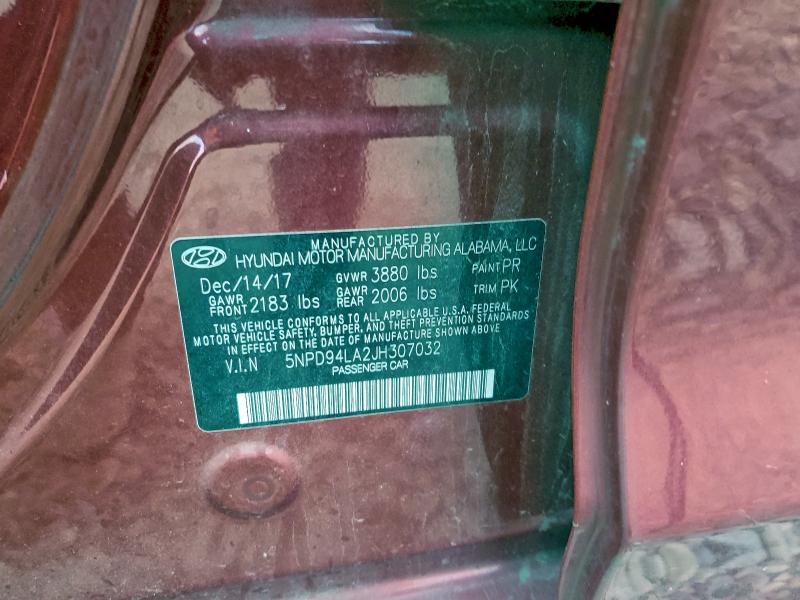 MANUFACTURED BY
HYUNDAI MOTOR MANUFACTURING ALABAMA, LLC
Dec/14/17 GVWR 3880 lbs PAINT PR
GAWR FRONT 2183 lbs GAWR REAR 2006 lbs TRIM PK
THIS VEHICLE CONFORMS TO ALL APPLICABLE U.S.A. FEDERAL
MOTOR VEHICLE SAFETY, BUMPER, AND THEFT PREVENTION STANDARDS
IN EFFECT ON THE DATE OF MANUFACTURE SHOWN ABOVE
V.I.N 5NPD94LA2JH307032
PASSENGER CAR